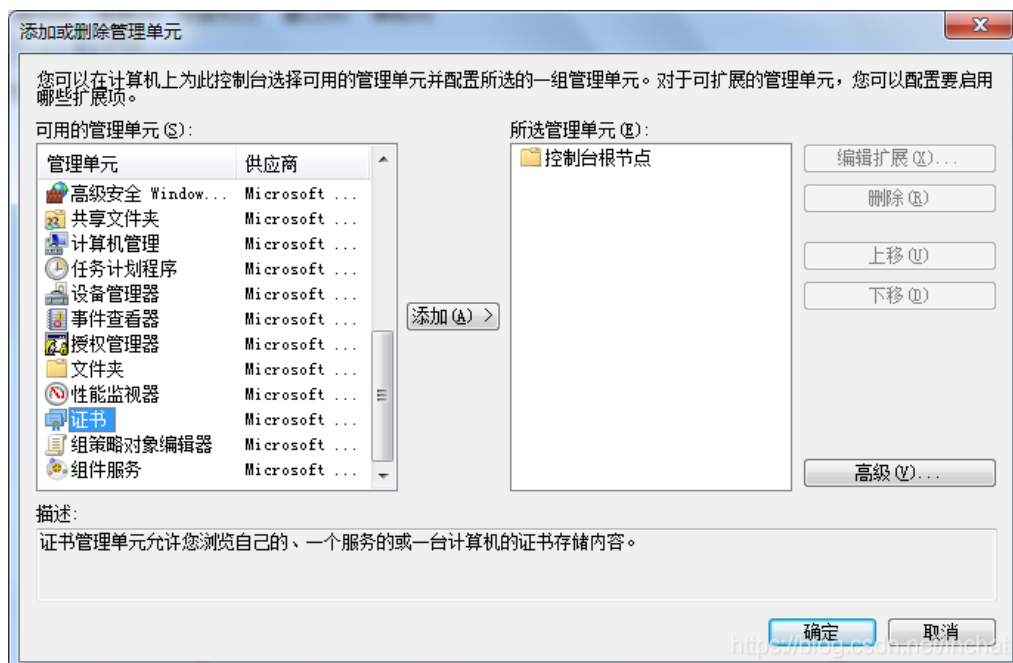 添加或删除管理单元
您可以在计算机上为此控制台选择可用的管理单元并配置所选的一组管理单元。对于可扩展的管理单元，您可以配置要启用
哪些扩展项。
可用的管理单元(S):
所选管理单元(E):
管理单元 供应商
高级安全 Window... Microsoft ...
共享文件夹 Microsoft ...
计算机管理 Microsoft ...
任务计划程序 Microsoft ...
设备管理器 Microsoft ...
事件查看器 Microsoft ...
授权管理器 Microsoft ...
文件夹 Microsoft ...
性能监视器 Microsoft ...
证书 Microsoft ...
组策略对象编辑器 Microsoft ...
组件服务 Microsoft ...
添加(A) >
控制台根节点
编辑扩展(X)...
删除(R)
上移(U)
下移(D)
高级(V)...
描述:
证书管理单元允许您浏览自己的、一个服务的或一台计算机的证书存储内容。
确定
取消